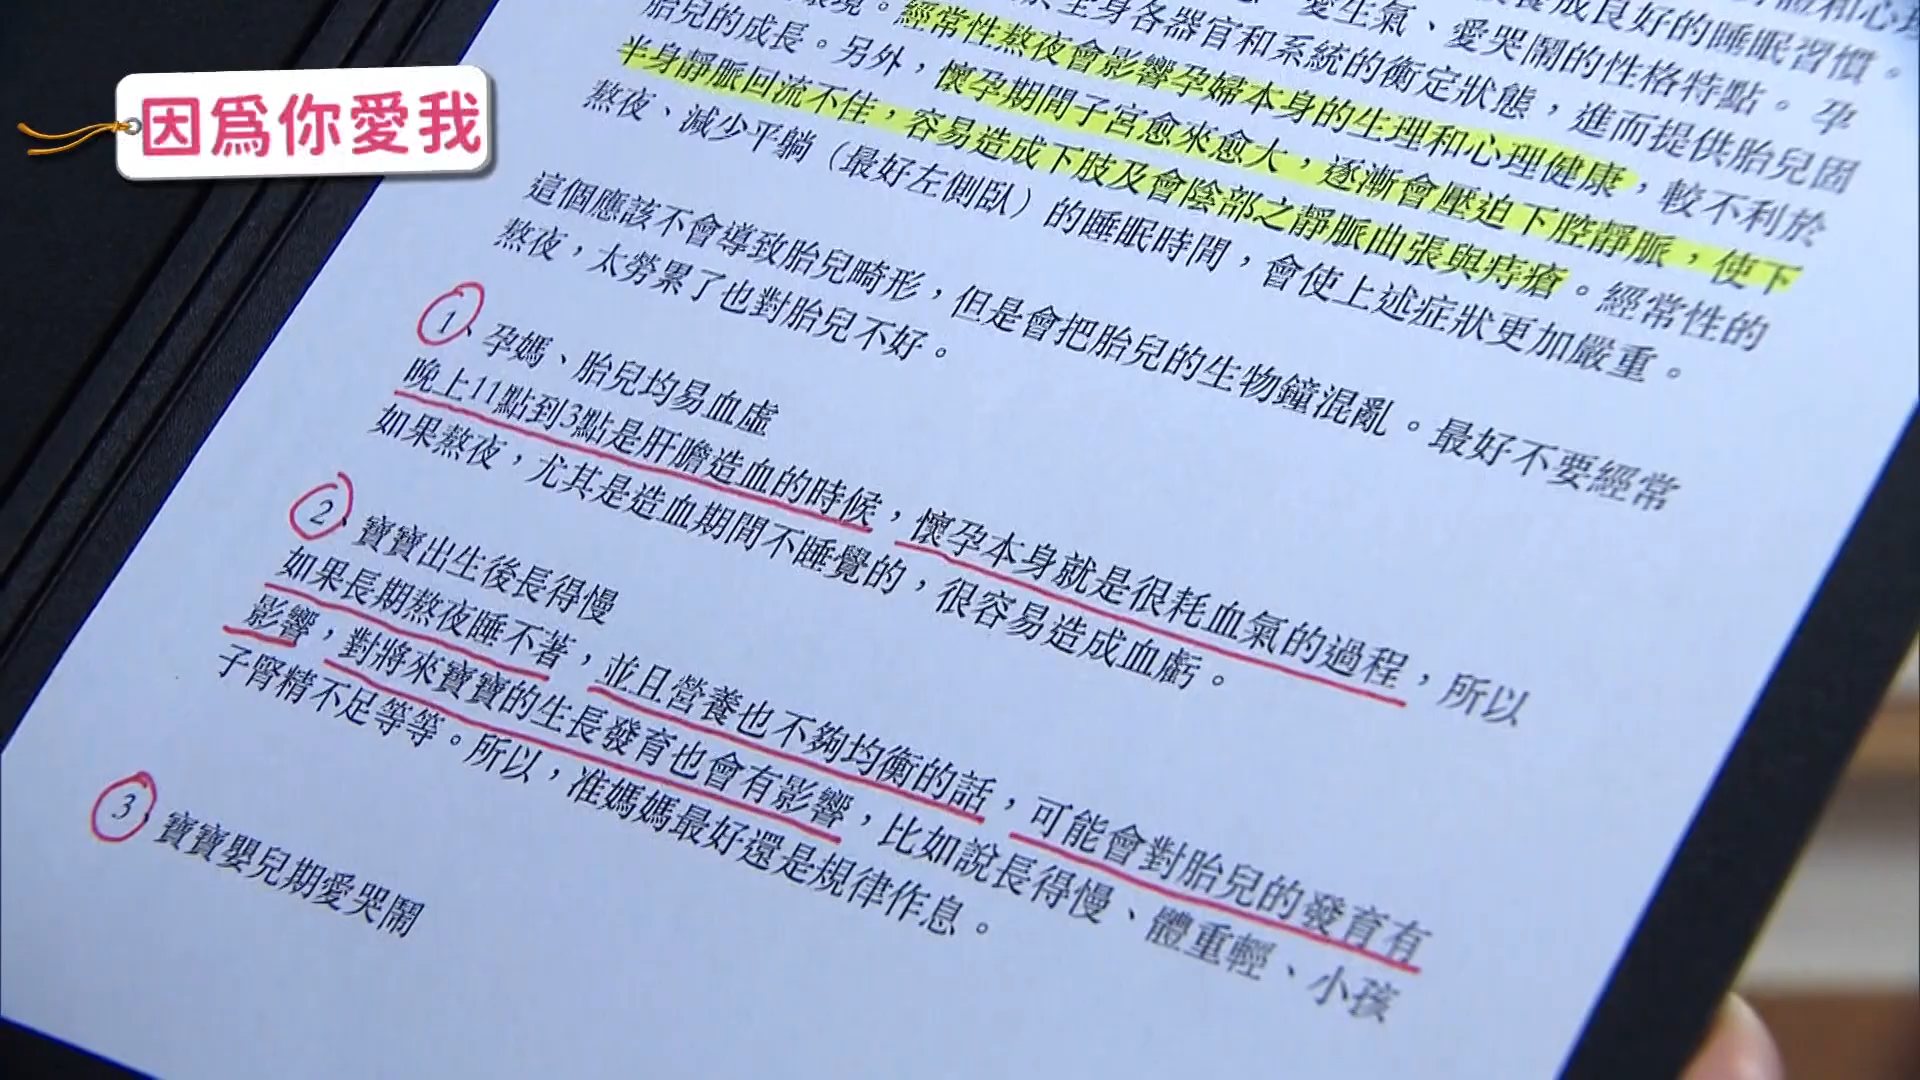 因為你愛我
體和心理
養成良好的睡眠習慣。
愛生氣、愛哭鬧的性格特點。孕
於全身各器官和系統的衡定狀態，進而提供胎兒固
環境。經常性熬夜會影響孕婦本身的生理和心理健康，較不利於
胎兒的成長。另外，懷孕期間子宮愈來愈大，逐漸會壓迫下腔靜脈，使下
半身靜脈回流不佳，容易造成下肢及會陰部之靜脈曲張與痔瘡。經常性的
熬夜、減少平躺（最好左側臥）的睡眠時間，會使上述症狀更加嚴重。
這個應該不會導致胎兒畸形，但是會把胎兒的生物鐘混亂。最好不要經常
熬夜，太勞累了也對胎兒不好。
1、孕媽、胎兒均易血虛
晚上11點到3點是肝膽造血的時候，懷孕本身就是很耗血氣的過程，所以
如果熬夜，尤其是造血期間不睡覺的，很容易造成血虧。
2、寶寶出生後長得慢
如果長期熬夜睡不著，並且營養也不夠均衡的話，可能會對胎兒的發育有
影響，對將來寶寶的生長發育也會有影響，比如說長得慢、體重輕、小孩
子腎精不足等等。所以，准媽媽最好還是規律作息。
3、寶寶嬰兒期愛哭鬧